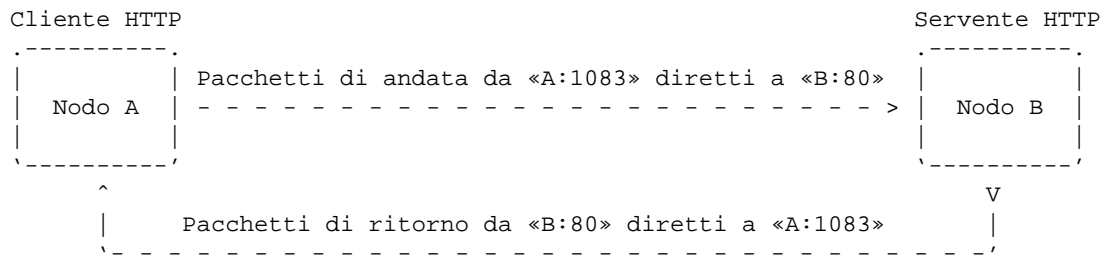 Cliente HTTP Servente HTTP
Pacchetti di andata da «A:1083» diretti a «B:80»
Nodo A Nodo B
Pacchetti di ritorno da «B:80» diretti a «A:1083»